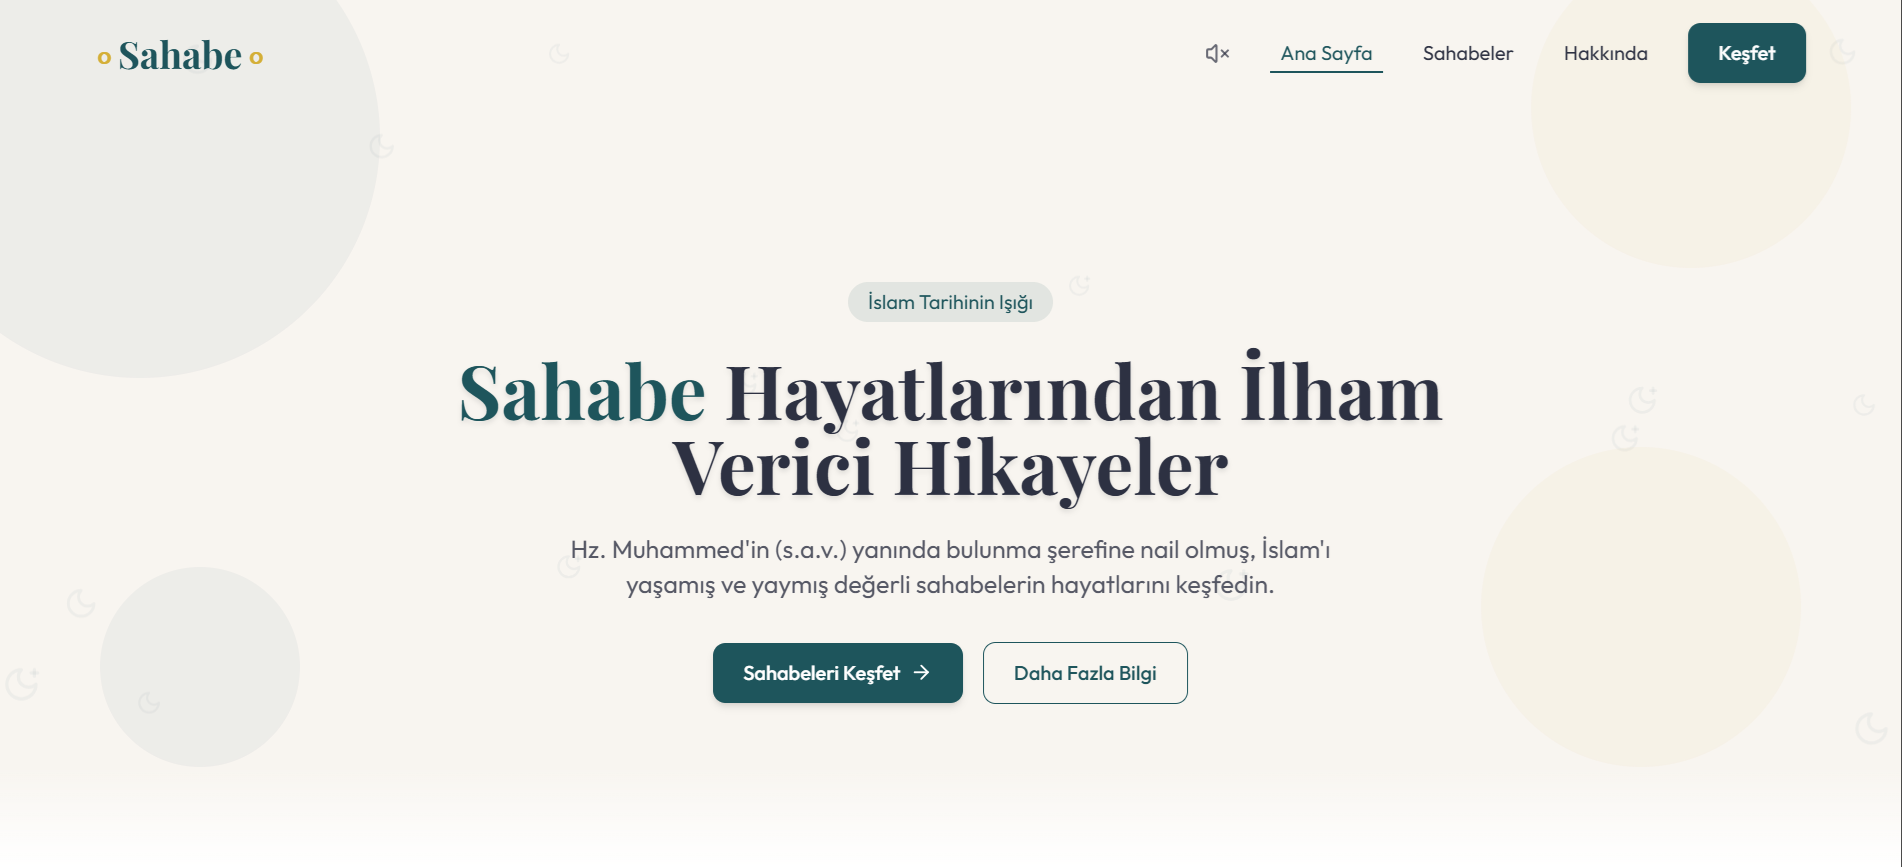 o Sahabe o
Ana Sayfa
Sahabeler
Hakkında
Keşfet
İslam Tarihinin Işığı
Sahabe Hayatlarından İlham
Verici Hikayeler
Hz. Muhammed'in (s.a.v.) yanında bulunma şerefine nail olmuş, İslam'ı
yaşamış ve yaymış değerli sahabelerin hayatlarını keşfedin.
Sahabeleri Keşfet →
Daha Fazla Bilgi